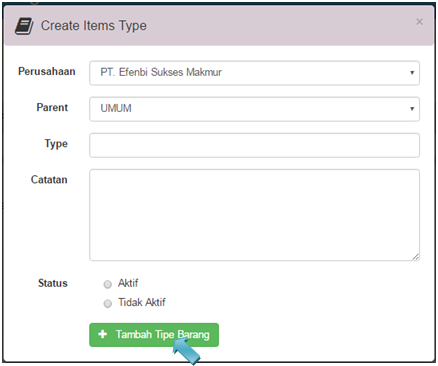 Create Items Type ×
Perusahaan PT. Efenbi Sukses Makmur
Parent UMUM
Type
Catatan
Status Aktif
Tidak Aktif
+ Tambah Tipe Barang